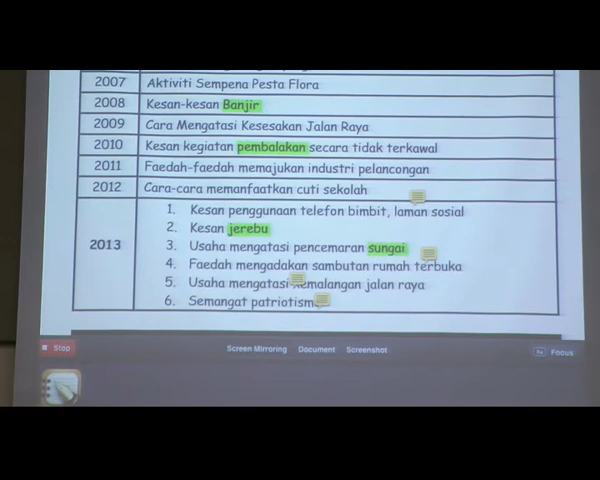 2007 Aktiviti Sempena Pesta Flora
2008 Kesan-kesan Banjir
2009 Cara Mengatasi Kesesakan Jalan Raya
2010 Kesan kegiatan pembalakan secara tidak terkawal
2011 Faedah-faedah memajukan industri pelancongan
2012 Cara-cara memanfaatkan cuti sekolah
2013
1. Kesan penggunaan telefon bimbit, laman sosial
2. Kesan jerebu
3. Usaha mengatasi pencemaran sungai
4. Faedah mengadakan sambutan rumah terbuka
5. Usaha mengatasi kemalangan jalan raya
6. Semangat patriotisme
Stop Screen Mirroring Document Screenshot Focus